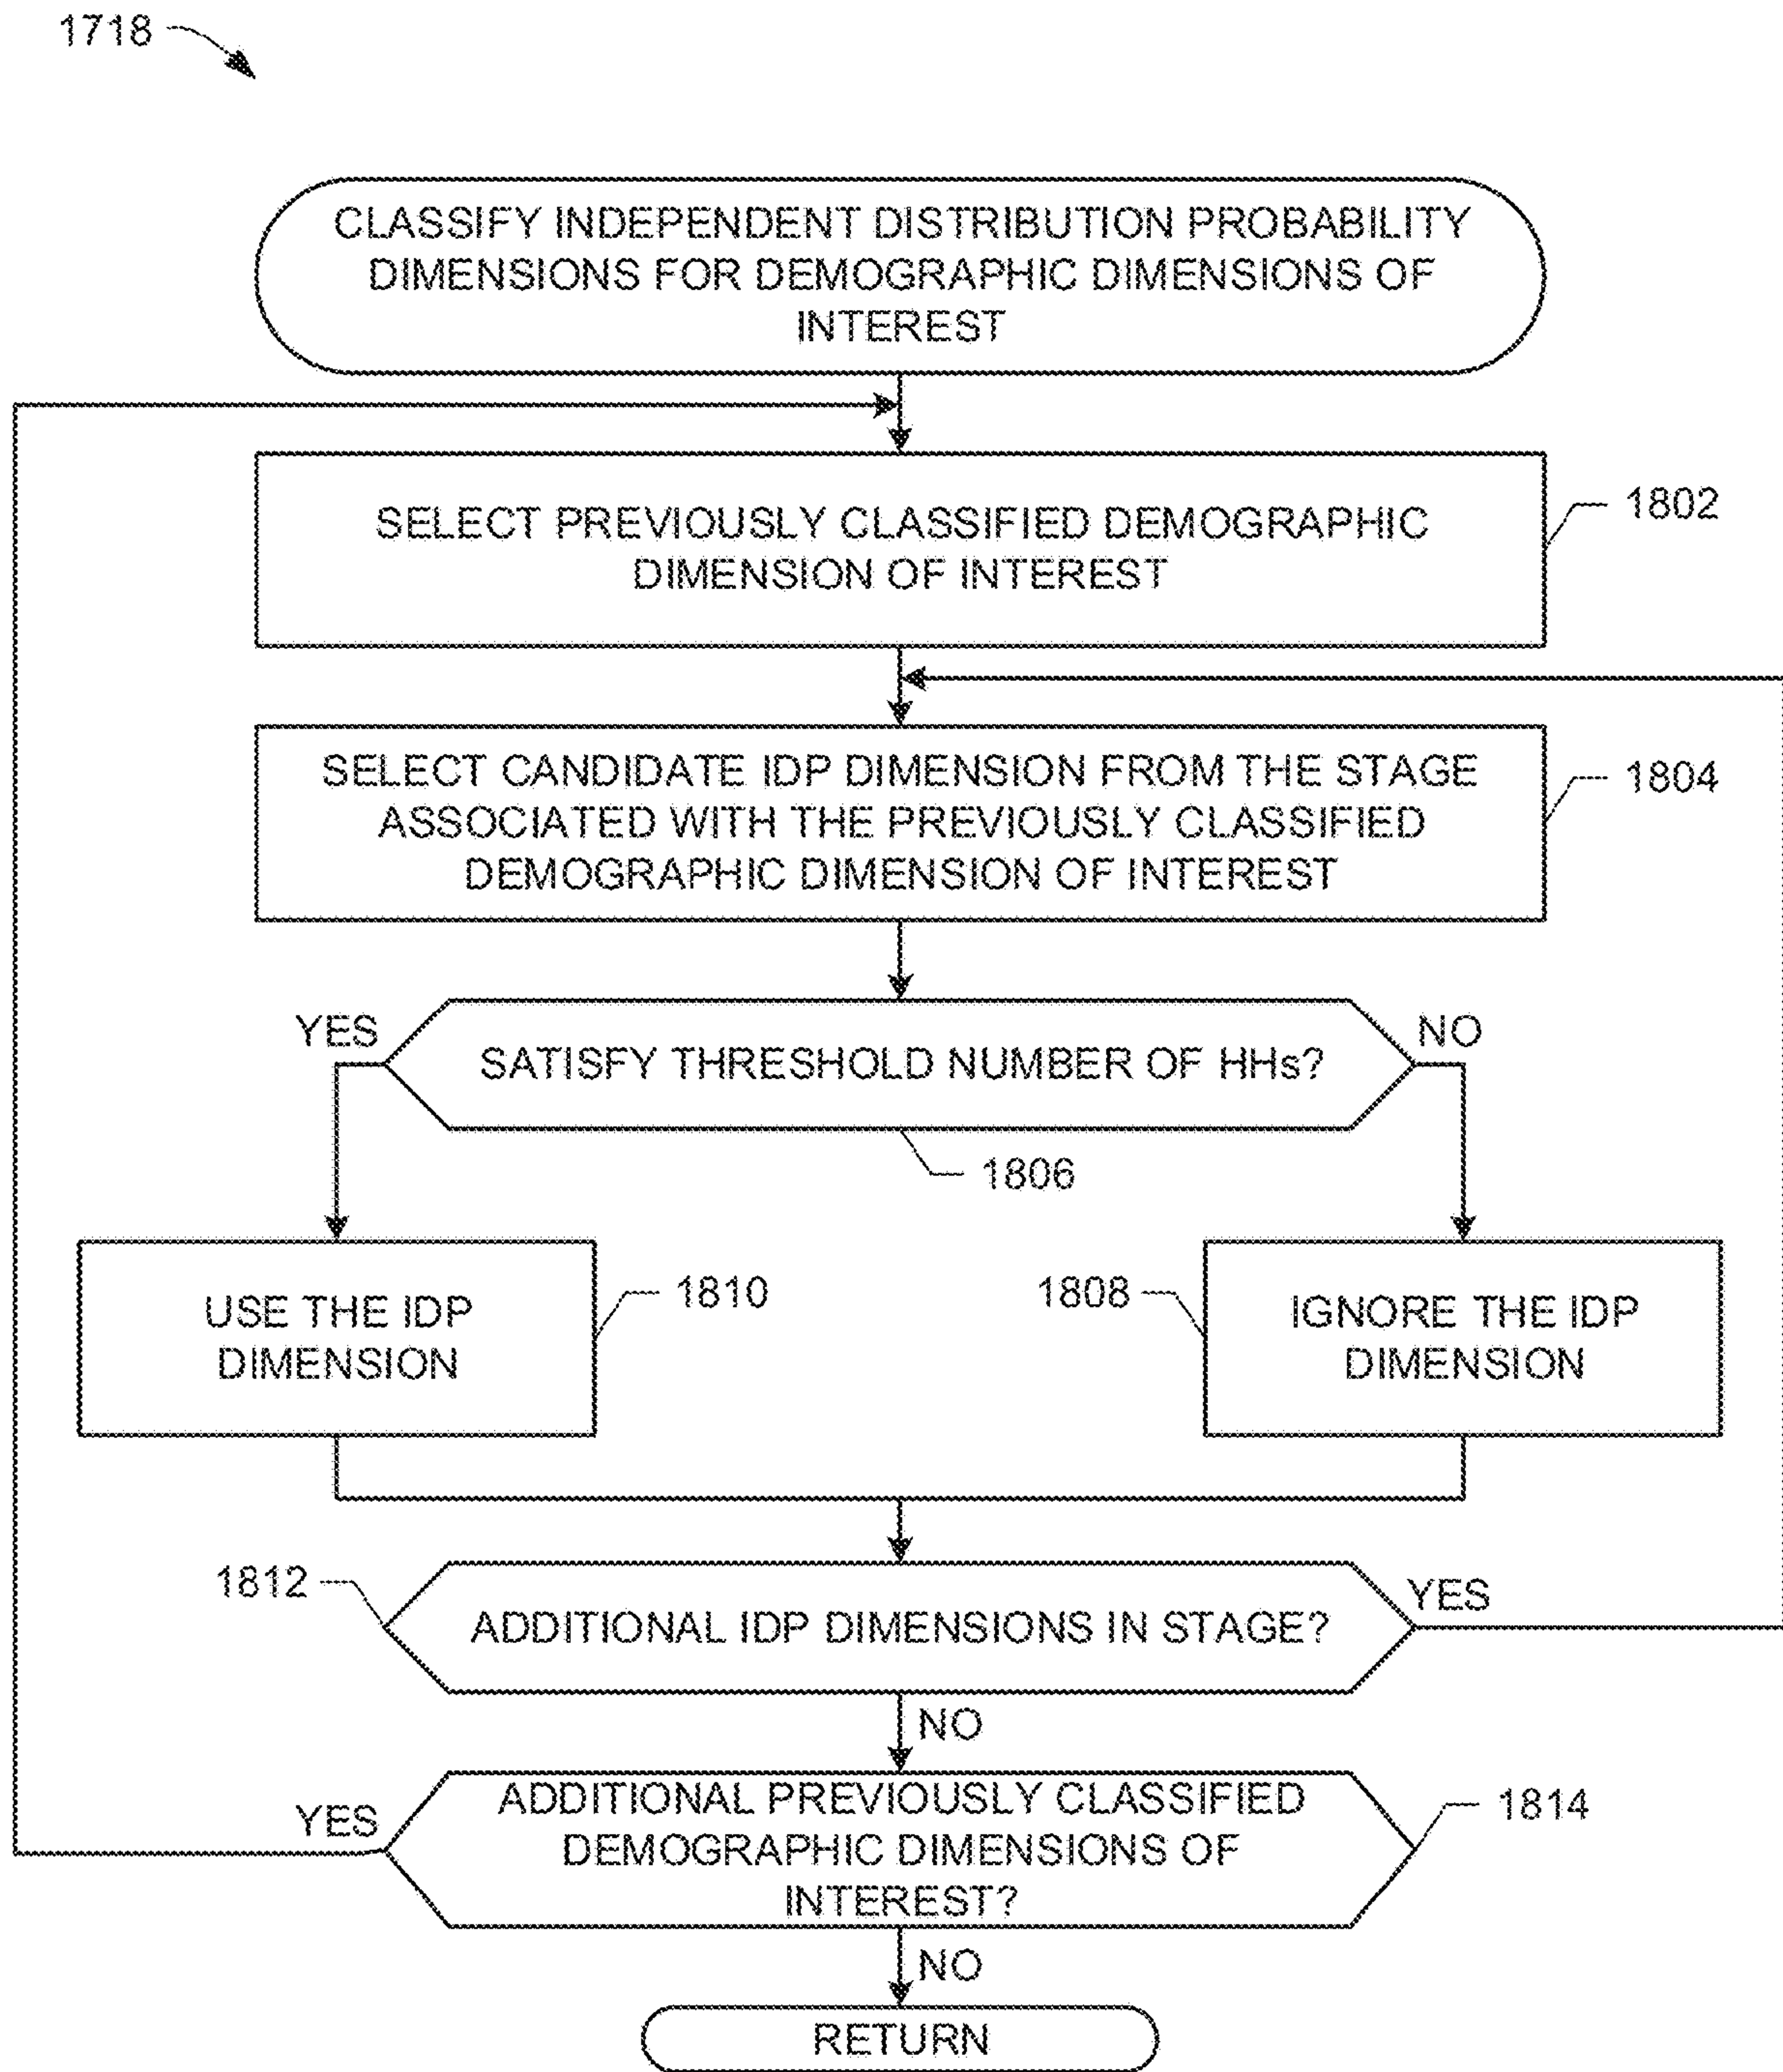 1718
CLASSIFY INDEPENDENT DISTRIBUTION PROBABILITY
DIMENSIONS FOR DEMOGRAPHIC DIMENSIONS OF
INTEREST
SELECT PREVIOUSLY CLASSIFIED DEMOGRAPHIC
DIMENSION OF INTEREST
1802
SELECT CANDIDATE IDP DIMENSION FROM THE STAGE
ASSOCIATED WITH THE PREVIOUSLY CLASSIFIED
DEMOGRAPHIC DIMENSION OF INTEREST
1804
YES
SATISFY THRESHOLD NUMBER OF HHs?
NO
1806
USE THE IDP
DIMENSION
1810
1808
IGNORE THE IDP
DIMENSION
1812
ADDITIONAL IDP DIMENSIONS IN STAGE?
YES
NO
YES
ADDITIONAL PREVIOUSLY CLASSIFIED
DEMOGRAPHIC DIMENSIONS OF
INTEREST?
1814
NO
RETURN